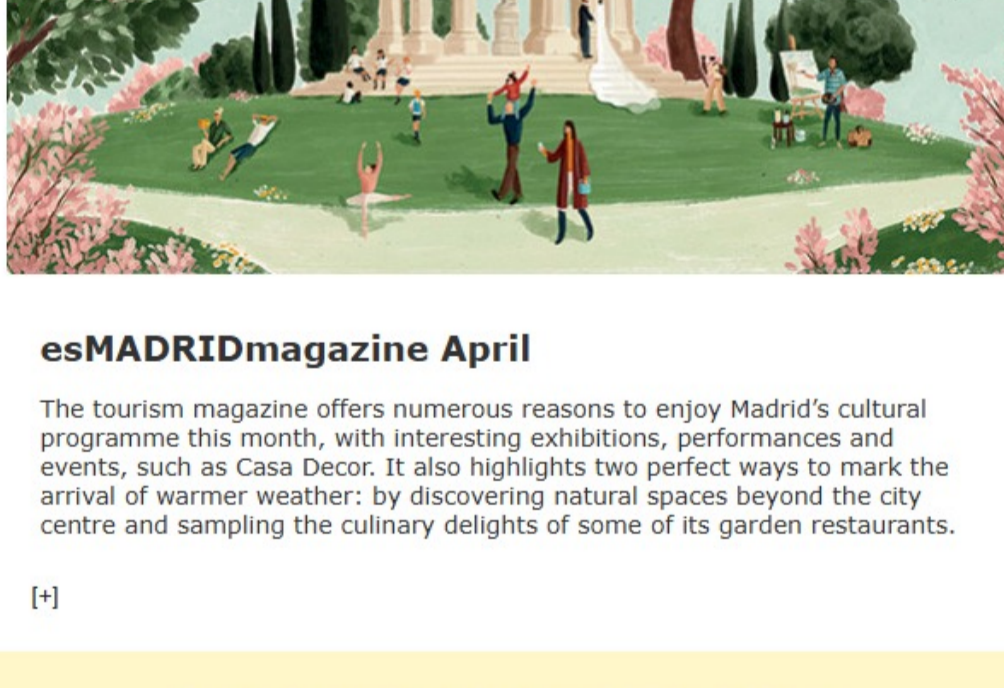 esMADRIDmagazine April
The tourism magazine offers numerous reasons to enjoy Madrid’s cultural
programme this month, with interesting exhibitions, performances and
events, such as Casa Decor. It also highlights two perfect ways to mark the
arrival of warmer weather: by discovering natural spaces beyond the city
centre and sampling the culinary delights of some of its garden restaurants.
[+]